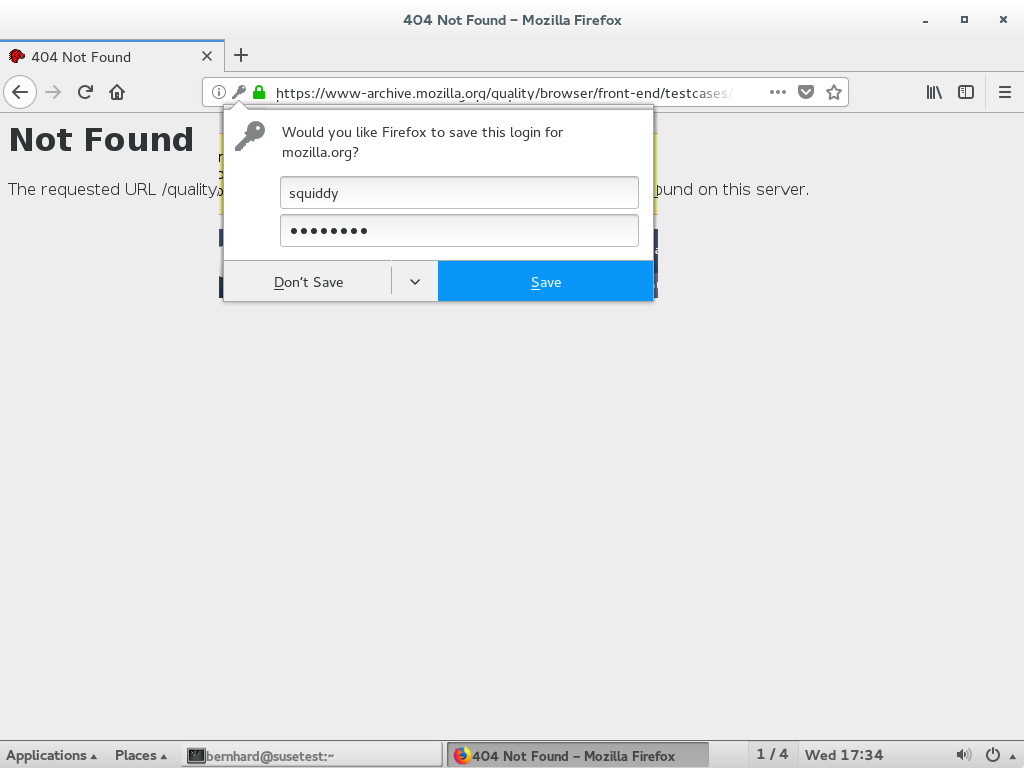 404 Not Found – Mozilla Firefox
404 Not Found
https://www-archive.mozilla.org/quality/browser/front-end/testcases/
Not Found
Would you like Firefox to save this login for
mozilla.org?
The requested URL /quality
ound on this server.
squiddy
Don't Save
Save
Applications
Places
bernhard@susetest:~
404 Not Found – Mozilla Firefox
1 / 4
Wed 17:34